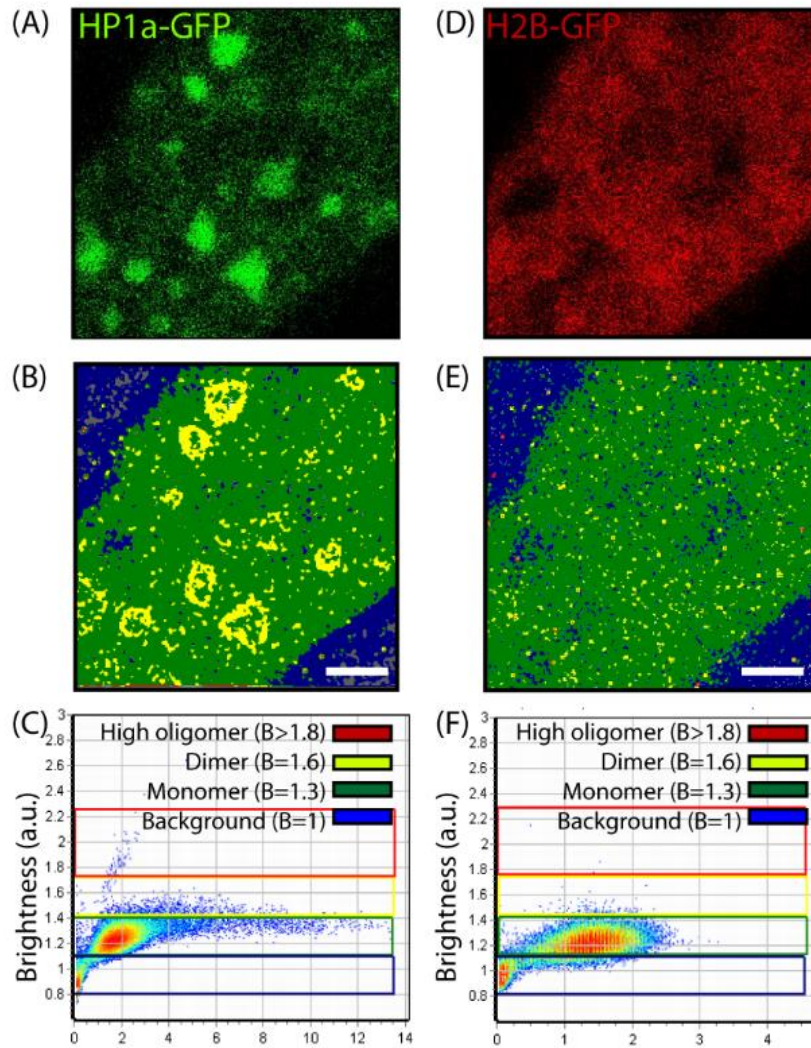 (A) HP1a-GFP
(D) H2B-GFP
(B)
(E)
(C)
3
2.8
2.6
2.4
2.2
2
1.8
1.6
1.4
1.2
1
0.8
Brightness (a.u.)
High oligomer (B>1.8)
Dimer (B=1.6)
Monomer (B=1.3)
Background (B=1)
0 2 4 6 8 10 12 14
(F)
3
2.8
2.6
2.4
2.2
2
1.8
1.6
1.4
1.2
1
0.8
Brightness (a.u.)
High oligomer (B>1.8)
Dimer (B=1.6)
Monomer (B=1.3)
Background (B=1)
0 1 2 3 4